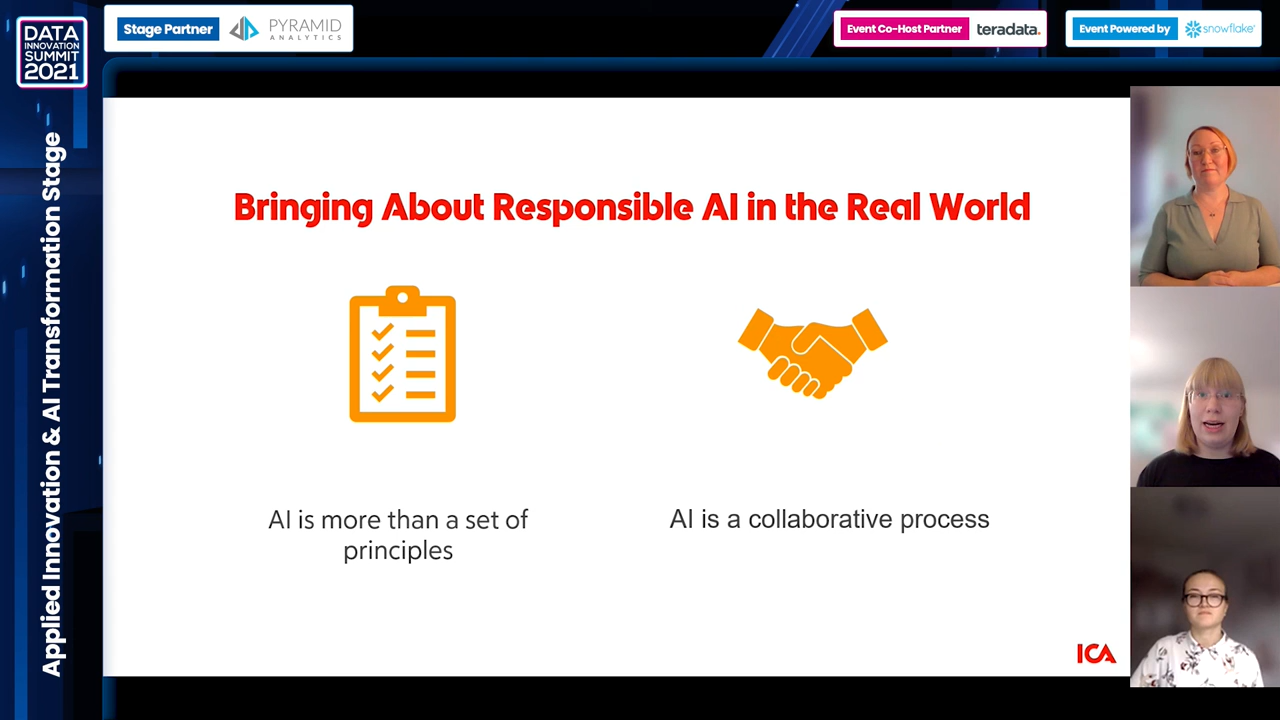 DATA
INNOVATION
SUMMIT
2021
Stage Partner
PYRAMID
ANALYTICS
Event Co-Host Partner
teradata.
Event Powered by
snowflake
Applied Innovation & AI Transformation Stage
Bringing About Responsible AI in the Real World
AI is more than a set of
principles
AI is a collaborative process
ICA